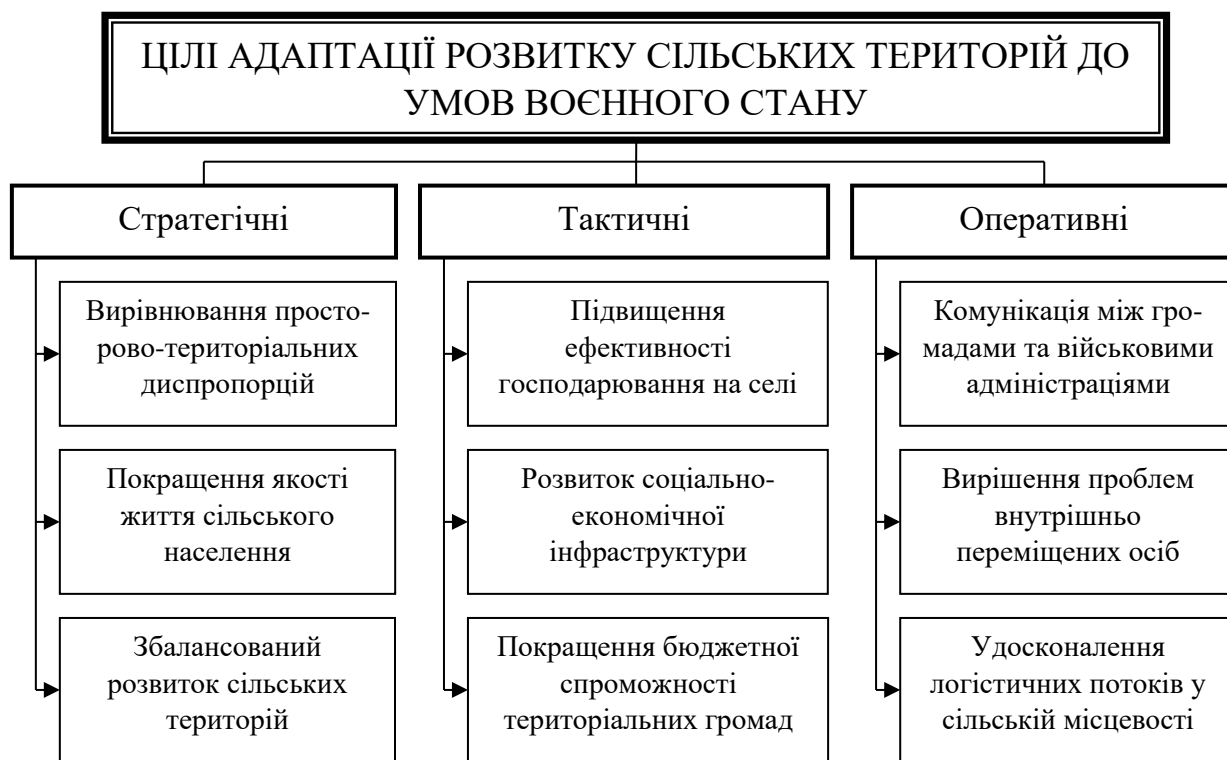 ЦІЛІ АДАПТАЦІЇ РОЗВИТКУ СІЛЬСЬКИХ ТЕРИТОРІЙ ДО
УМОВ ВОЄННОГО СТАНУ
Стратегічні
Вирівнювання просто-
рово-територіальних
диспропорцій
Покращення якості
життя сільського
населення
Збалансований
розвиток сільських
територій
Тактичні
Підвищення
ефективності
господарювання на селі
Розвиток соціально-
економічної
інфраструктури
Покращення бюджетної
спроможності
територіальних громад
Оперативні
Комунікація між гро-
мадами та військовими
адміністраціями
Вирішення проблем
внутрішньо
переміщених осіб
Удосконалення
логістичних потоків у
сільській місцевості